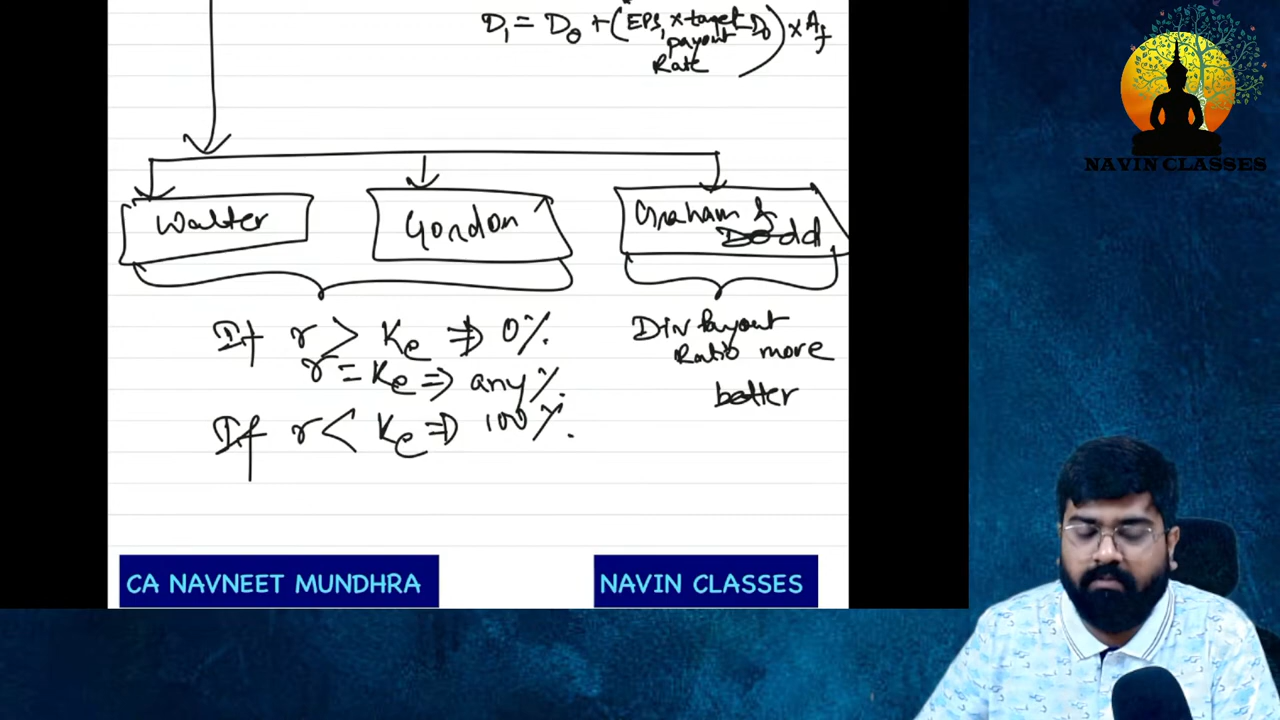 D₁ = D₀ + (EPS₁ x target payout Rate - D₀) x Af
NAVIN CLASSES
Walter
Gordon
Graham &
Dodd
If r > Ke ⇒ 0%.
r = Ke ⇒ any%.
If r < Ke ⇒ 100%.
Div Payout
Ratio more
better
CA NAVNEET MUNDHRA
NAVIN CLASSES